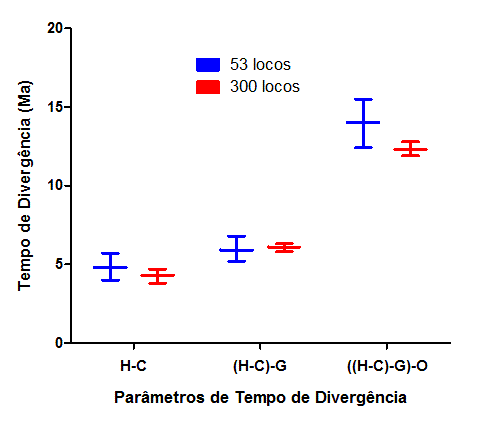 20
15
10
5
0
Tempo de Divergência (Ma)
53 locos
300 locos
H-C
(H-C)-G
((H-C)-G)-O
Parâmetros de Tempo de Divergência